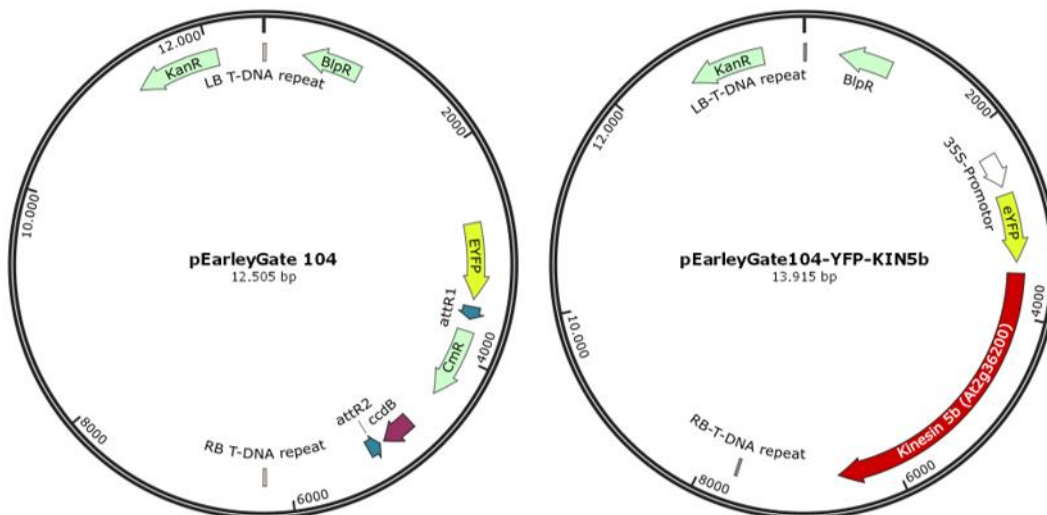 12.000
KanR
LB T-DNA repeat
BlpR
2000
10.000
EYFP
pEarleyGate 104
12.505 bp
attR1
4000
CmR
attR2
ccdB
8000
RB T-DNA repeat
6000
KanR
LB-T-DNA repeat
BlpR
12.000
2000
35S-Promotor
eYFP
pEarleyGate104-YFP-KIN5b
13.915 bp
10.000
4000
Kinesin 5b (At2g36200)
RB-T-DNA repeat
8000
6000